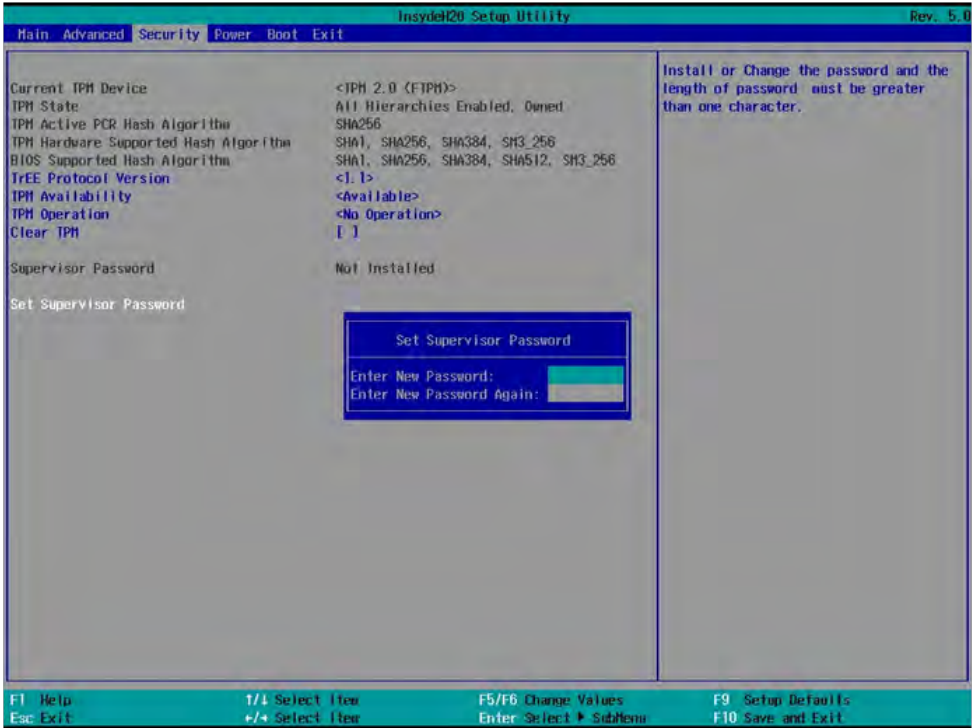 InsydeH20 Setup Utility Rev. 5.0
Main Advanced Security Power Boot Exit
Current TPM Device <TPM 2.0 (FTPM)>
TPM State All Hierarchies Enabled, Owned
TPM Active PCR Hash Algorithm SHA256
TPM Hardware Supported Hash Algorithm SHA1, SHA256, SHA384, SM3_256
BIOS Supported Hash Algorithm SHA1, SHA256, SHA384, SHA512, SM3_256
TrEE Protocol Version <1.1>
TPM Availability <Available>
TPM Operation <No Operation>
Clear TPM [ ]
Supervisor Password Not Installed
Set Supervisor Password
Set Supervisor Password
Enter New Password:
Enter New Password Again:
Install or Change the password and the
length of password must be greater
than one character.
F1 Help ↑/↓ Select Item F5/F6 Change Values F9 Setup Defaults
Esc Exit ←/→ Select Item Enter Select ▶ SubMenu F10 Save and Exit